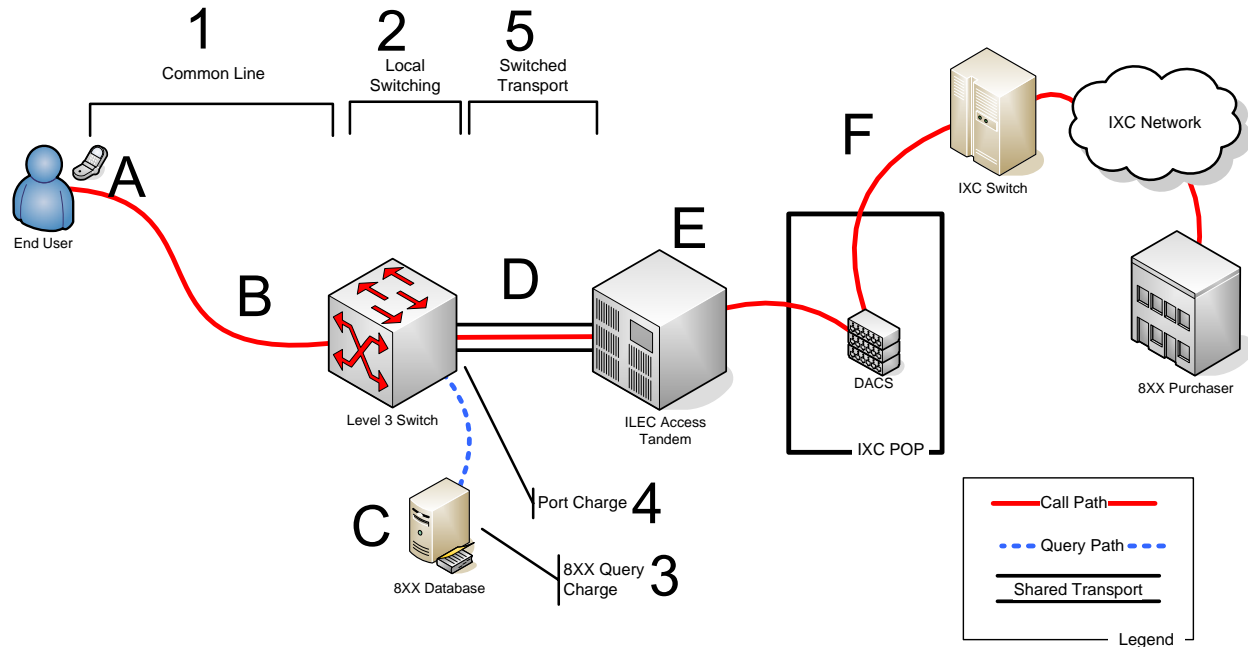 1
Common Line
2
Local
Switching
5
Switched
Transport
A
End User
B
Level 3 Switch
D
E
ILEC Access
Tandem
F
IXC Switch
IXC Network
DACS
IXC POP
8XX Purchaser
C
8XX Database
Port Charge
4
8XX Query
Charge
3
Call Path
Query Path
Shared Transport
Legend